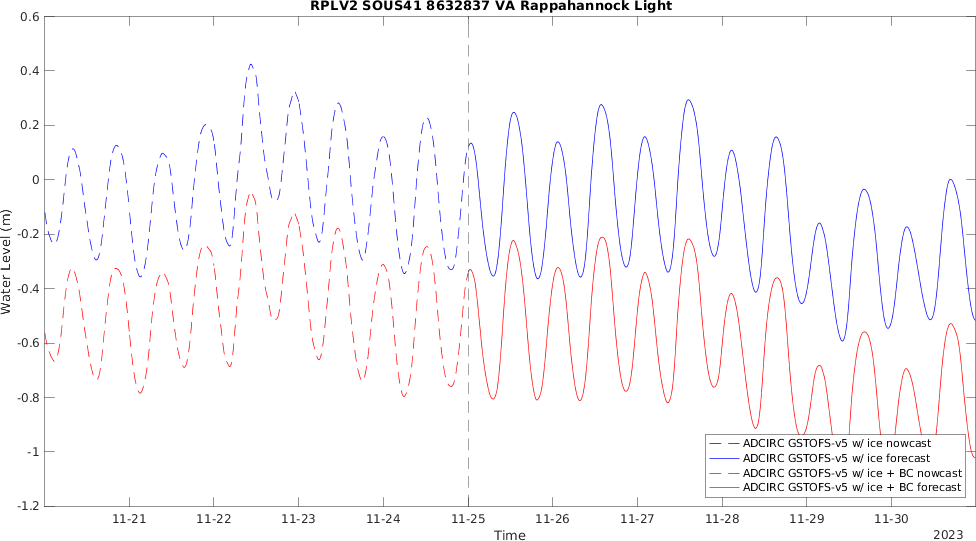 RPLV2 SOUS41 8632837 VA Rappahannock Light
0.6
0.4
0.2
0
-0.2
-0.4
-0.6
-0.8
-1
-1.2
Water Level (m)
ADCIRC GSTOFS-v5 w/ ice nowcast
ADCIRC GSTOFS-v5 w/ ice forecast
ADCIRC GSTOFS-v5 w/ ice + BC nowcast
ADCIRC GSTOFS-v5 w/ ice + BC forecast
11-21 11-22 11-23 11-24 11-25 11-26 11-27 11-28 11-29 11-30
Time
2023